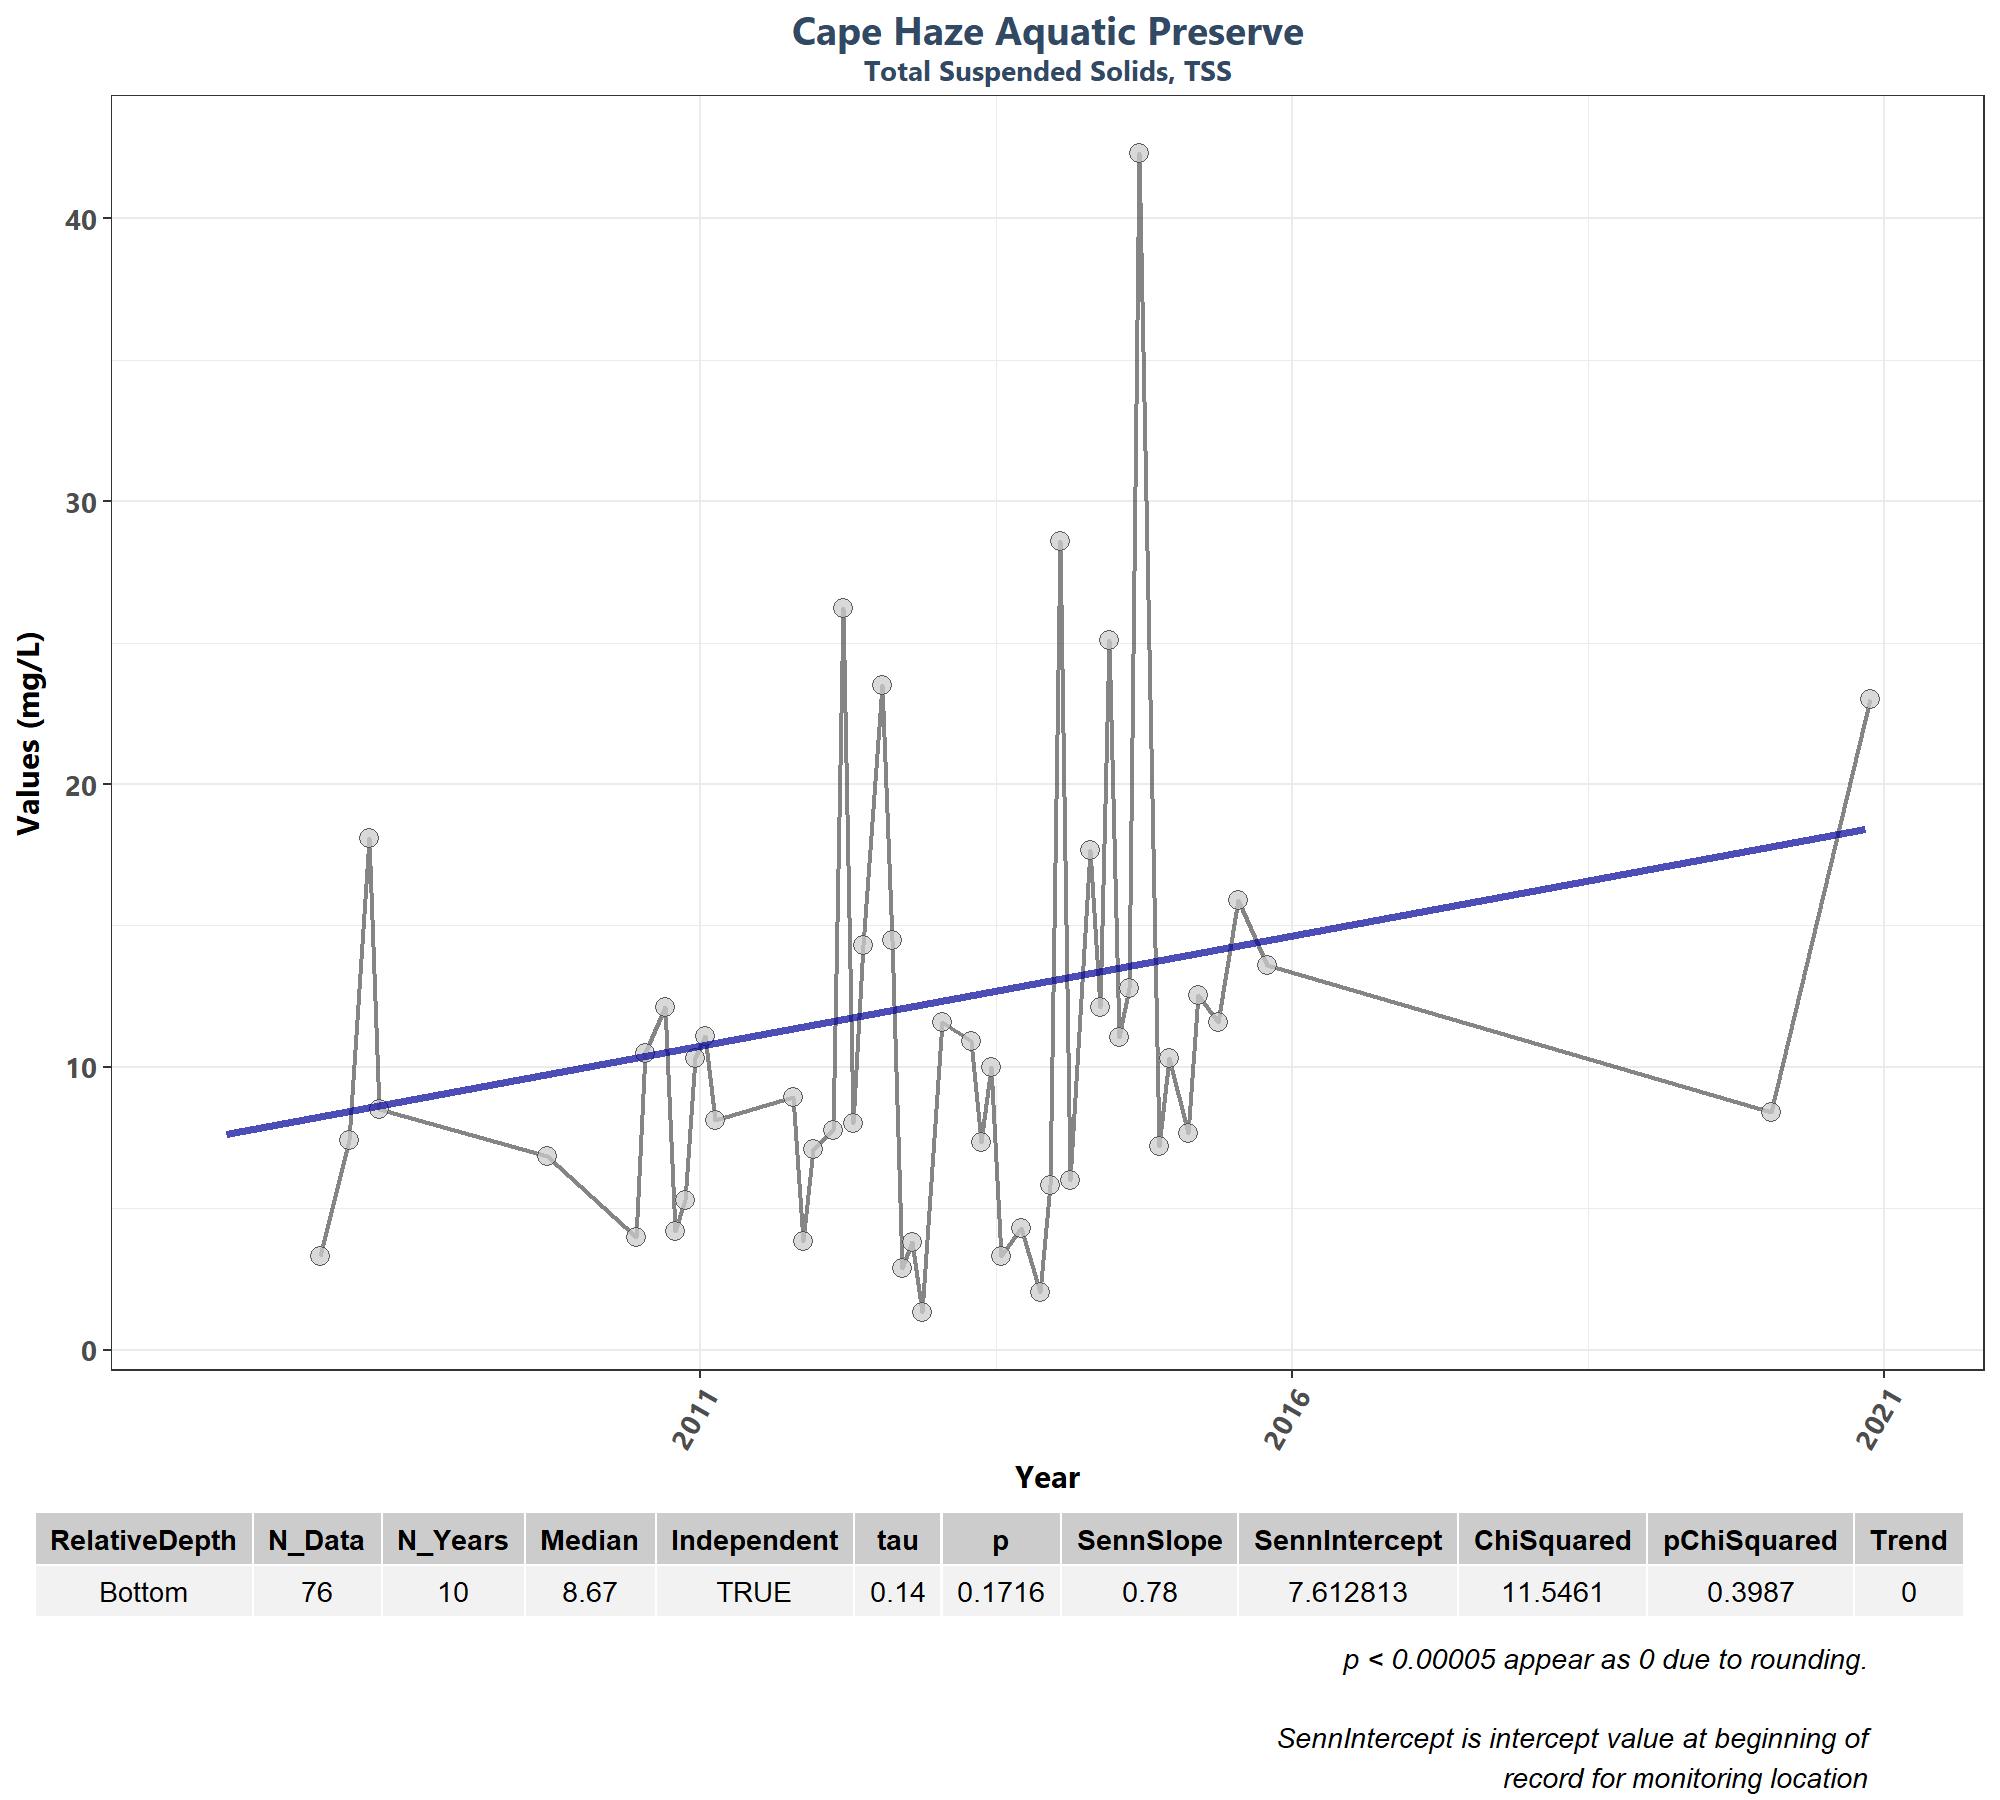 Cape Haze Aquatic Preserve
Total Suspended Solids, TSS
Values (mg/L)
40
30
20
10
0
2011 2016 2021
Year
RelativeDepth N_Data N_Years Median Independent tau p SennSlope SennIntercept ChiSquared pChiSquared Trend
Bottom 76 10 8.67 TRUE 0.14 0.1716 0.78 7.612813 11.5461 0.3987 0
p < 0.00005 appear as 0 due to rounding.
SennIntercept is intercept value at beginning of
record for monitoring location